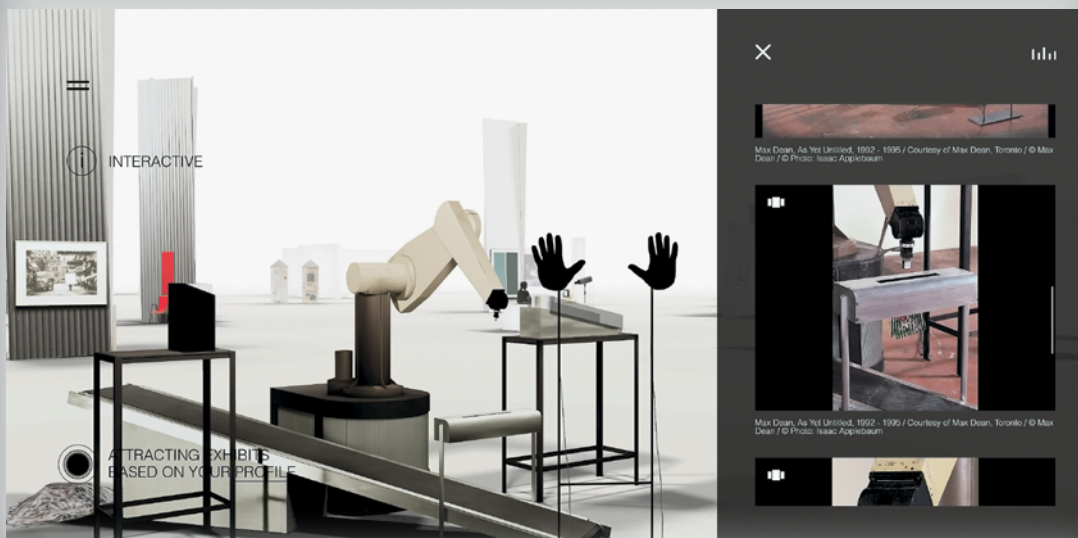 INTERACTIVE
ATTRACTING EXHIBITS
BASED ON YOUR PROFILE
Max Dean, As Yet Untitled, 1992 - 1995 / Courtesy of Max Dean, Toronto / © Max
Dean / © Photo: Isaac Applebaum
Max Dean, As Yet Untitled, 1992 - 1995 / Courtesy of Max Dean, Toronto / © Max
Dean / © Photo: Isaac Applebaum